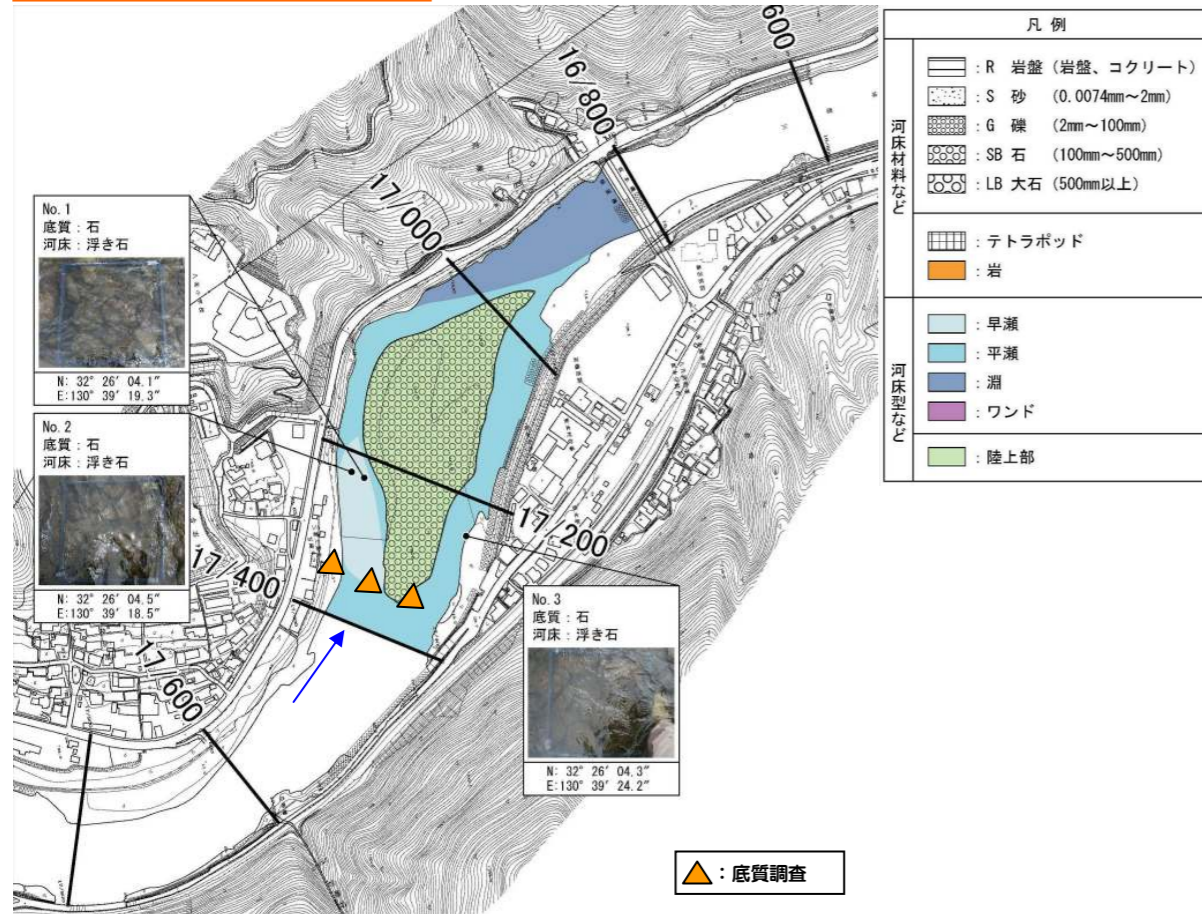 600
16/800
17/000
17/200
17/400
17/600
No. 1
底質：石
河床：浮き石
N: 32° 26′ 04.1″
E:130° 39′ 19.3″
No. 2
底質：石
河床：浮き石
N: 32° 26′ 04.5″
E:130° 39′ 18.5″
No. 3
底質：石
河床：浮き石
N: 32° 26′ 04.3″
E:130° 39′ 24.2″
：底質調査
凡 例
河床材料など
：R 岩盤（岩盤、コクリート）
：S 砂 （0.0074mm～2mm）
：G 礫 （2mm～100mm）
：SB 石 （100mm～500mm）
：LB 大石（500mm以上）
：テトラポッド
：岩
河床型など
：早瀬
：平瀬
：淵
：ワンド
：陸上部